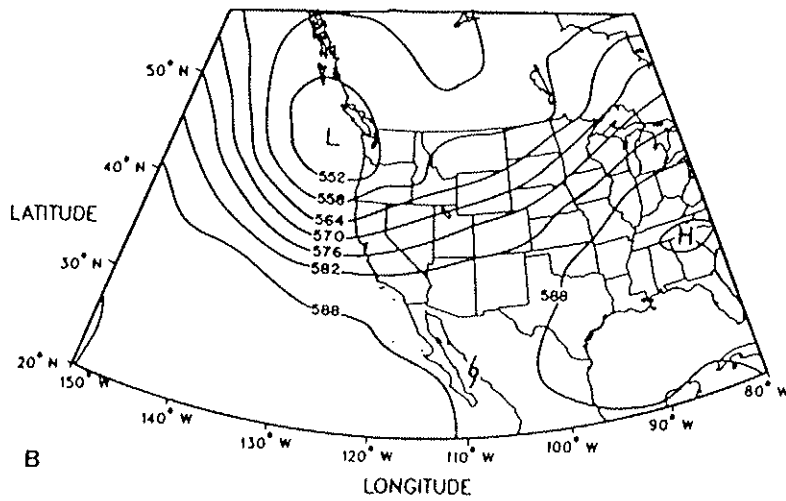 50° N
40° N
LATITUDE
30° N
20° N
L
H
552
558
564
570
576
582
588
588
150° W
140° W
130° W
120° W
110° W
100° W
90° W
80° W
B
LONGITUDE